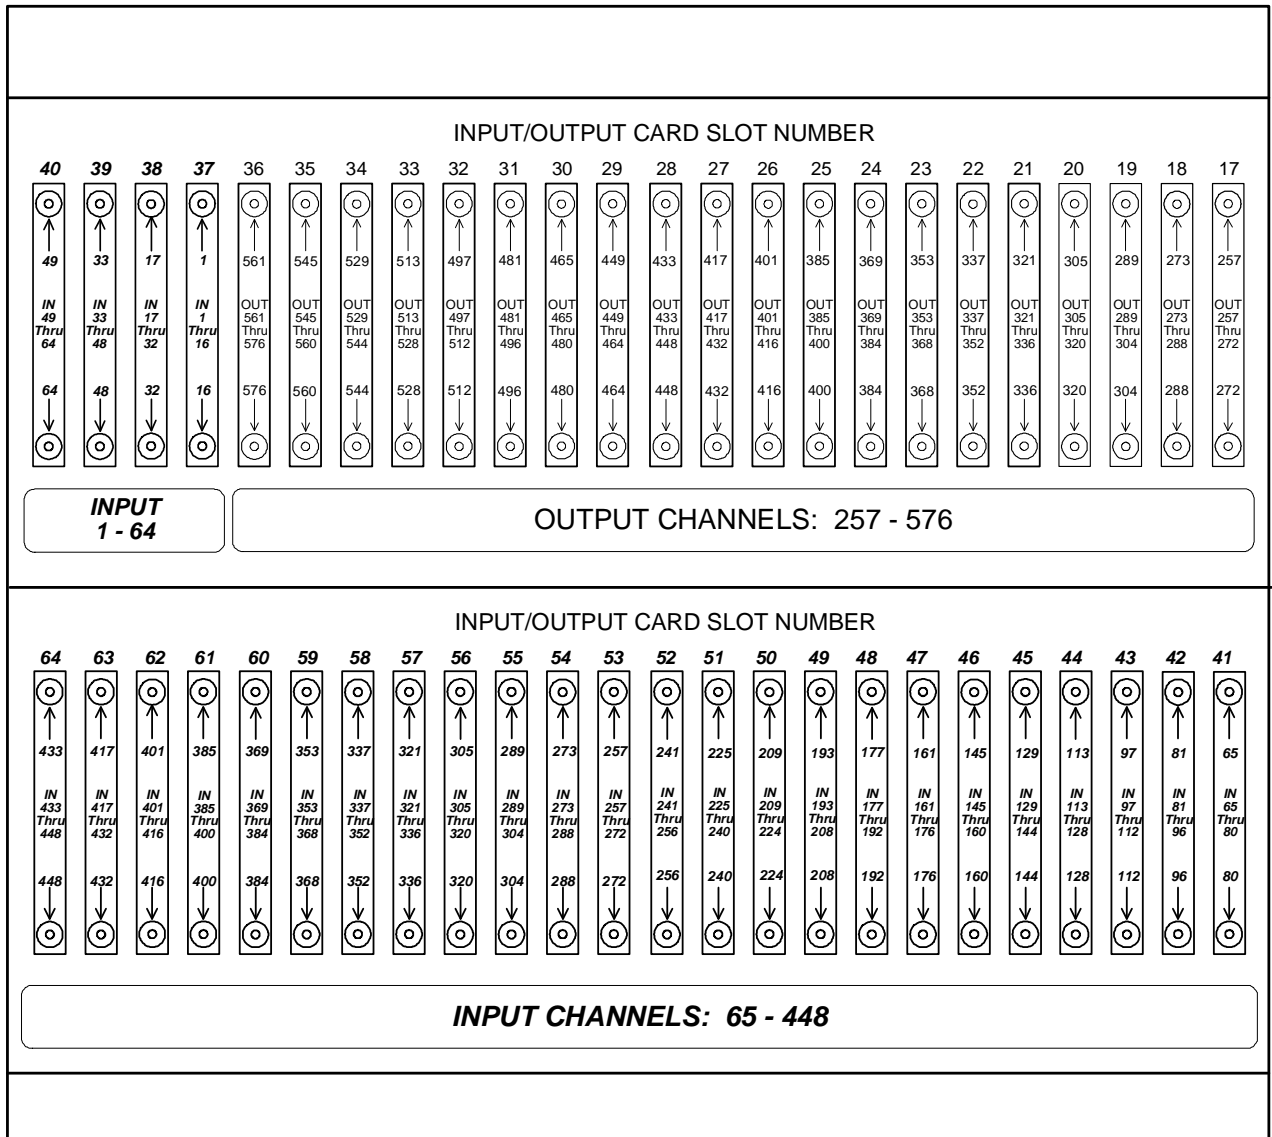 INPUT/OUTPUT CARD SLOT NUMBER
40 39 38 37 36 35 34 33 32 31 30 29 28 27 26 25 24 23 22 21 20 19 18 17
49 33 17 1 561 545 529 513 497 481 465 449 433 417 401 385 369 353 337 321 305 289 273 257
IN IN IN IN OUT OUT OUT OUT OUT OUT OUT OUT OUT OUT OUT OUT OUT OUT OUT OUT OUT OUT OUT OUT
49 33 17 1 561 545 529 513 497 481 465 449 433 417 401 385 369 353 337 321 305 289 273 257
Thru Thru Thru Thru Thru Thru Thru Thru Thru Thru Thru Thru Thru Thru Thru Thru Thru Thru Thru Thru Thru Thru Thru Thru
64 48 32 16 576 560 544 528 512 496 480 464 448 432 416 400 384 368 352 336 320 304 288 272
64 48 32 16 576 560 544 528 512 496 480 464 448 432 416 400 384 368 352 336 320 304 288 272
INPUT
1 - 64
OUTPUT CHANNELS: 257 - 576
INPUT/OUTPUT CARD SLOT NUMBER
64 63 62 61 60 59 58 57 56 55 54 53 52 51 50 49 48 47 46 45 44 43 42 41
433 417 401 385 369 353 337 321 305 289 273 257 241 225 209 193 177 161 145 129 113 97 81 65
IN IN IN IN IN IN IN IN IN IN IN IN IN IN IN IN IN IN IN IN IN IN IN IN
433 417 401 385 369 353 337 321 305 289 273 257 241 225 209 193 177 161 145 129 113 97 81 65
Thru Thru Thru Thru Thru Thru Thru Thru Thru Thru Thru Thru Thru Thru Thru Thru Thru Thru Thru Thru Thru Thru Thru Thru
448 432 416 400 384 368 352 336 320 304 288 272 256 240 224 208 192 176 160 144 128 112 96 80
448 432 416 400 384 368 352 336 320 304 288 272 256 240 224 208 192 176 160 144 128 112 96 80
INPUT CHANNELS: 65 - 448